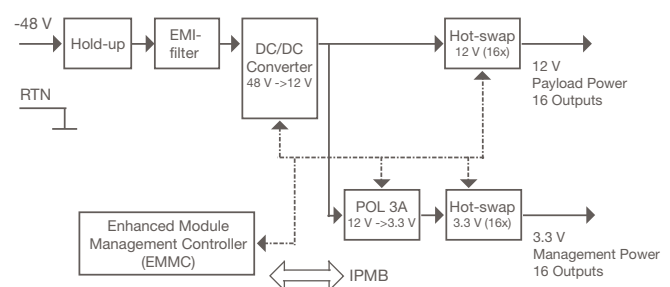 -48 V
Hold-up
EMI-
filter
DC/DC
Converter
48 V ->12 V
Hot-swap
12 V (16x)
12 V
Payload Power
16 Outputs
RTN
POL 3A
12 V ->3.3 V
Hot-swap
3.3 V (16x)
3.3 V
Management Power
16 Outputs
Enhanced Module
Management Controller
(EMMC)
IPMB